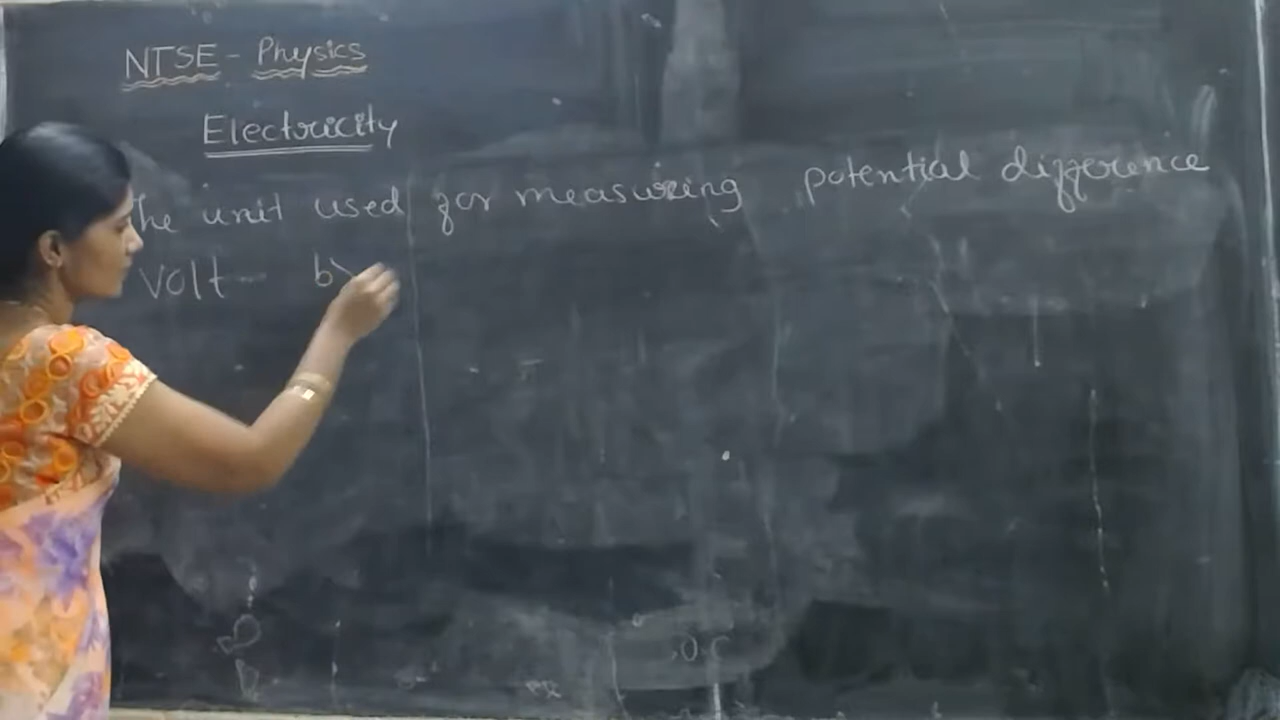 NTSE - Physics
Electricity
The unit used for measuring potential difference
volt